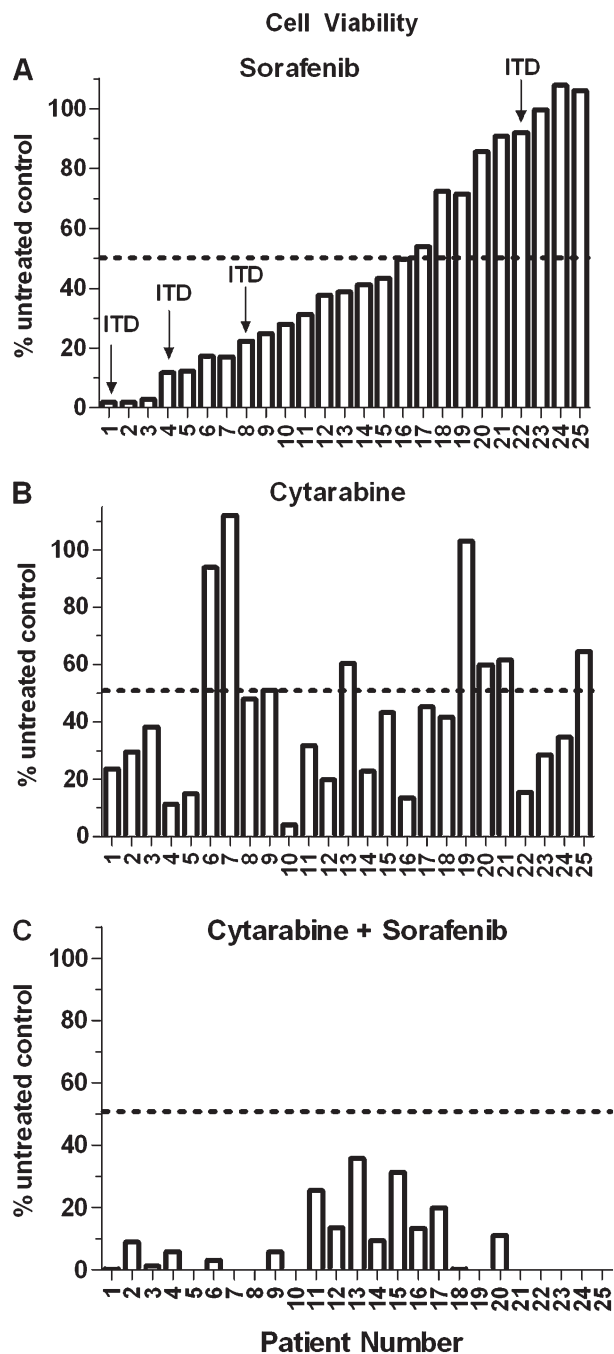 Cell Viability
A
Sorafenib
% untreated control
100
80
60
40
20
0
ITD
ITD
ITD
ITD
1 2 3 4 5 6 7 8 9 10 11 12 13 14 15 16 17 18 19 20 21 22 23 24 25
B
Cytarabine
% untreated control
100
80
60
40
20
0
1 2 3 4 5 6 7 8 9 10 11 12 13 14 15 16 17 18 19 20 21 22 23 24 25
C
Cytarabine + Sorafenib
% untreated control
100
80
60
40
20
0
1 2 3 4 5 6 7 8 9 10 11 12 13 14 15 16 17 18 19 20 21 22 23 24 25
Patient Number